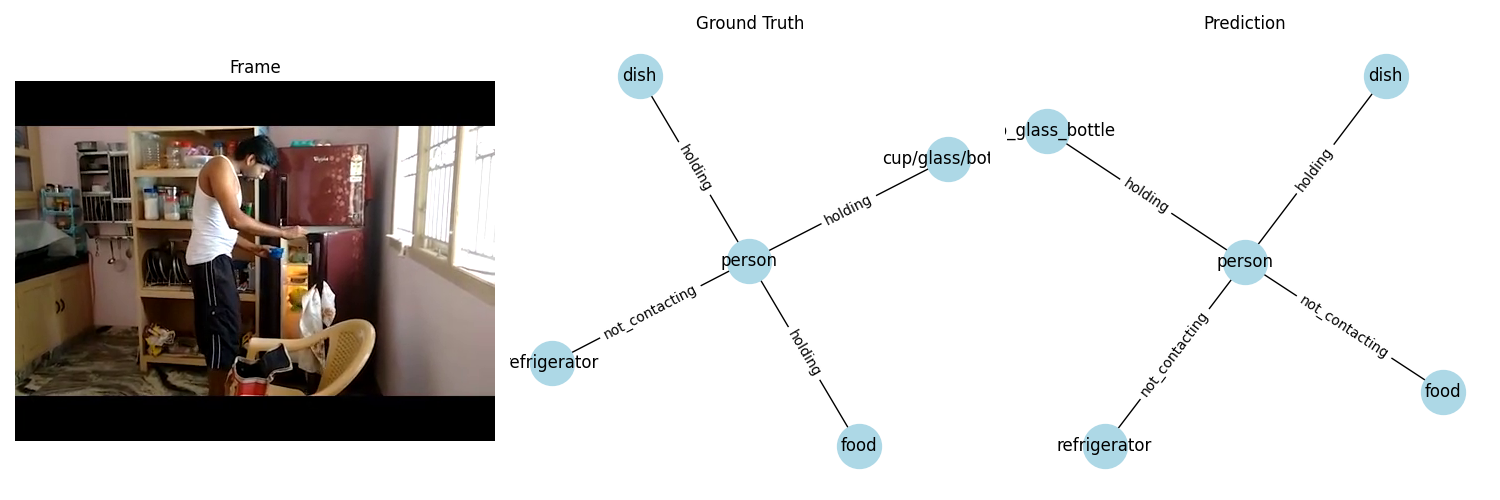 Frame
Ground Truth
dish
cup/glass/bot
person
efrigerator
food
holding
holding
not_contacting
holding
Prediction
dish
_glass_bottle
person
food
refrigerator
holding
holding
not_contacting
not_contacting